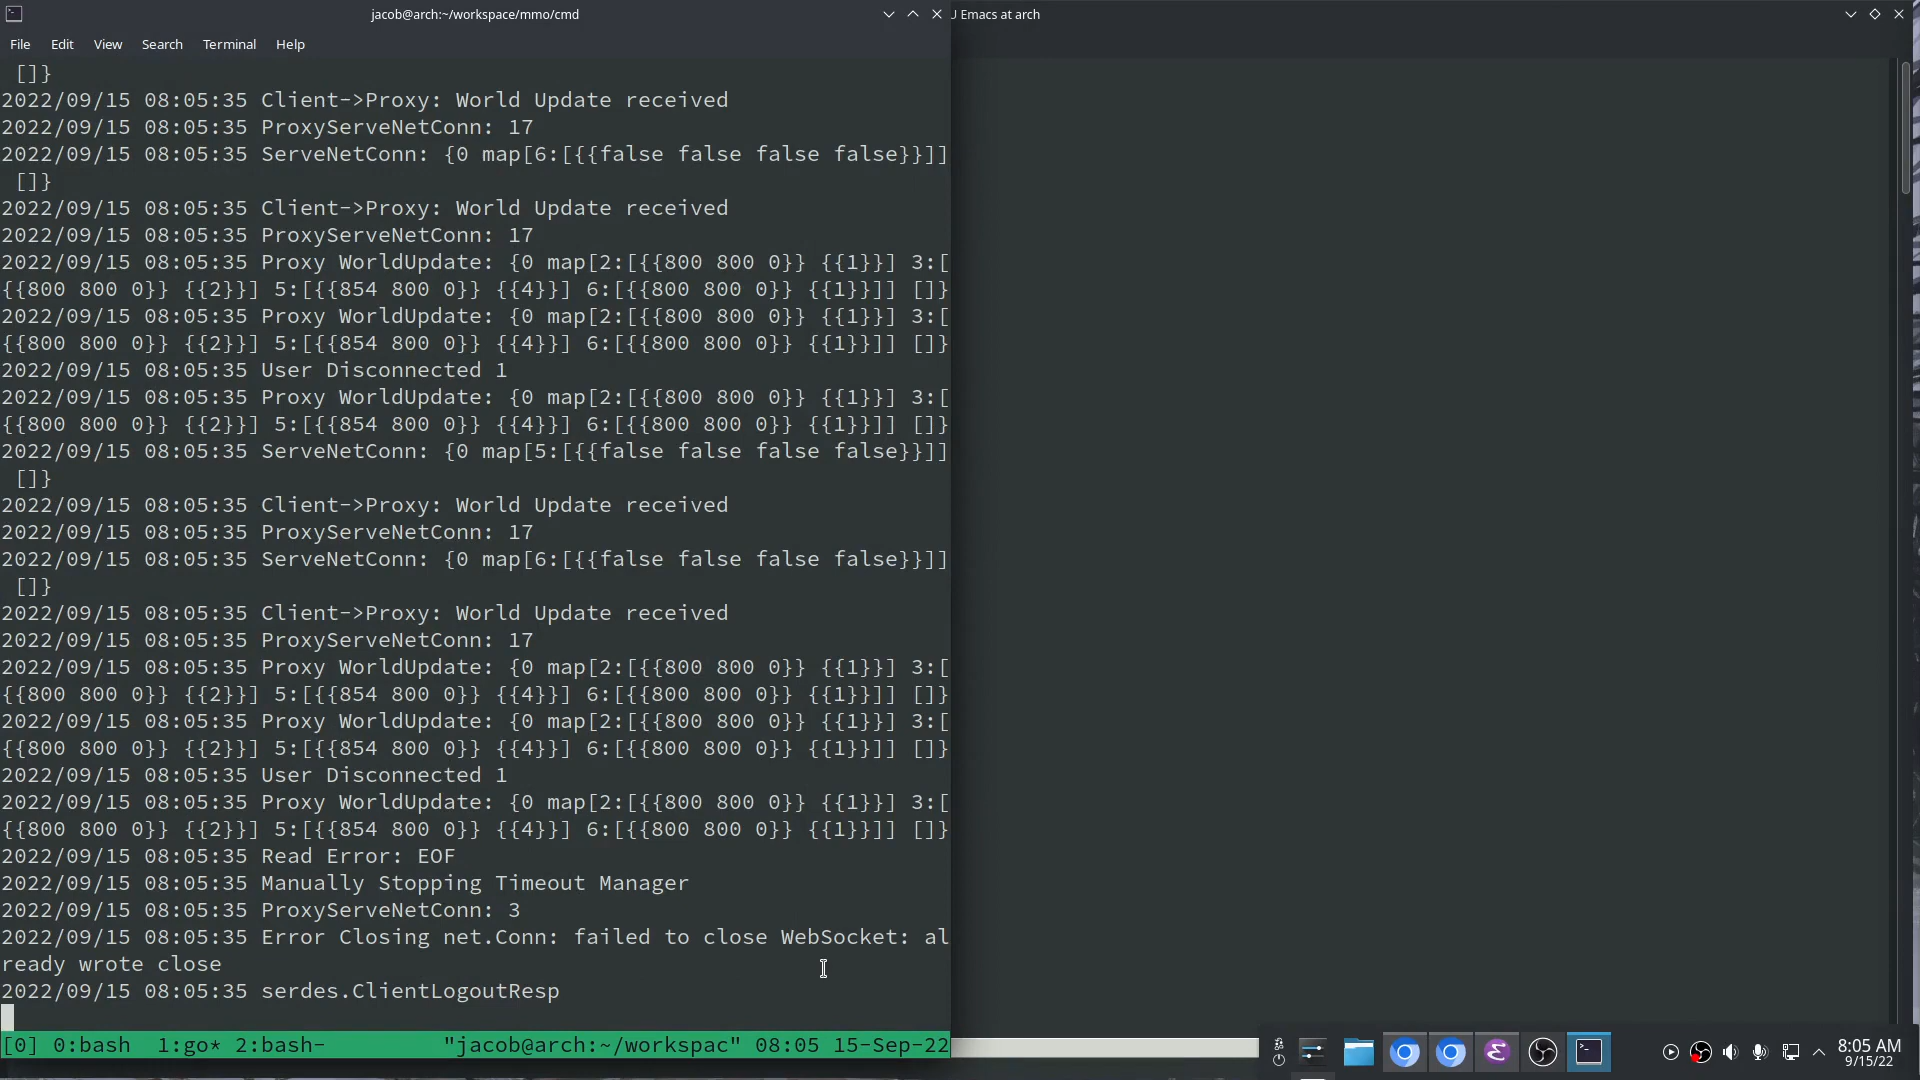 jacob@arch:~/workspace/mmo/cmd
U Emacs at arch
File Edit View Search Terminal Help
[]}
2022/09/15 08:05:35 Client->Proxy: World Update received
2022/09/15 08:05:35 ProxyServeNetConn: 17
2022/09/15 08:05:35 ServeNetConn: {0 map[6:[{{false false false false}}]]
[]}
2022/09/15 08:05:35 Client->Proxy: World Update received
2022/09/15 08:05:35 ProxyServeNetConn: 17
2022/09/15 08:05:35 Proxy WorldUpdate: {0 map[2:[{{800 800 0}} {{1}}] 3:[
{{800 800 0}} {{2}}] 5:[{{854 800 0}} {{4}}] 6:[{{800 800 0}} {{1}}]] []}
2022/09/15 08:05:35 Proxy WorldUpdate: {0 map[2:[{{800 800 0}} {{1}}] 3:[
{{800 800 0}} {{2}}] 5:[{{854 800 0}} {{4}}] 6:[{{800 800 0}} {{1}}]] []}
2022/09/15 08:05:35 User Disconnected 1
2022/09/15 08:05:35 Proxy WorldUpdate: {0 map[2:[{{800 800 0}} {{1}}] 3:[
{{800 800 0}} {{2}}] 5:[{{854 800 0}} {{4}}] 6:[{{800 800 0}} {{1}}]] []}
2022/09/15 08:05:35 ServeNetConn: {0 map[5:[{{false false false false}}]]
[]}
2022/09/15 08:05:35 Client->Proxy: World Update received
2022/09/15 08:05:35 ProxyServeNetConn: 17
2022/09/15 08:05:35 ServeNetConn: {0 map[6:[{{false false false false}}]]
[]}
2022/09/15 08:05:35 Client->Proxy: World Update received
2022/09/15 08:05:35 ProxyServeNetConn: 17
2022/09/15 08:05:35 Proxy WorldUpdate: {0 map[2:[{{800 800 0}} {{1}}] 3:[
{{800 800 0}} {{2}}] 5:[{{854 800 0}} {{4}}] 6:[{{800 800 0}} {{1}}]] []}
2022/09/15 08:05:35 Proxy WorldUpdate: {0 map[2:[{{800 800 0}} {{1}}] 3:[
{{800 800 0}} {{2}}] 5:[{{854 800 0}} {{4}}] 6:[{{800 800 0}} {{1}}]] []}
2022/09/15 08:05:35 User Disconnected 1
2022/09/15 08:05:35 Proxy WorldUpdate: {0 map[2:[{{800 800 0}} {{1}}] 3:[
{{800 800 0}} {{2}}] 5:[{{854 800 0}} {{4}}] 6:[{{800 800 0}} {{1}}]] []}
2022/09/15 08:05:35 Read Error: EOF
2022/09/15 08:05:35 Manually Stopping Timeout Manager
2022/09/15 08:05:35 ProxyServeNetConn: 3
2022/09/15 08:05:35 Error Closing net.Conn: failed to close WebSocket: al
ready wrote close
2022/09/15 08:05:35 serdes.ClientLogoutResp
[0] 0:bash 1:go* 2:bash- "jacob@arch:~/workspac" 08:05 15-Sep-22
8:05 AM
9/15/22